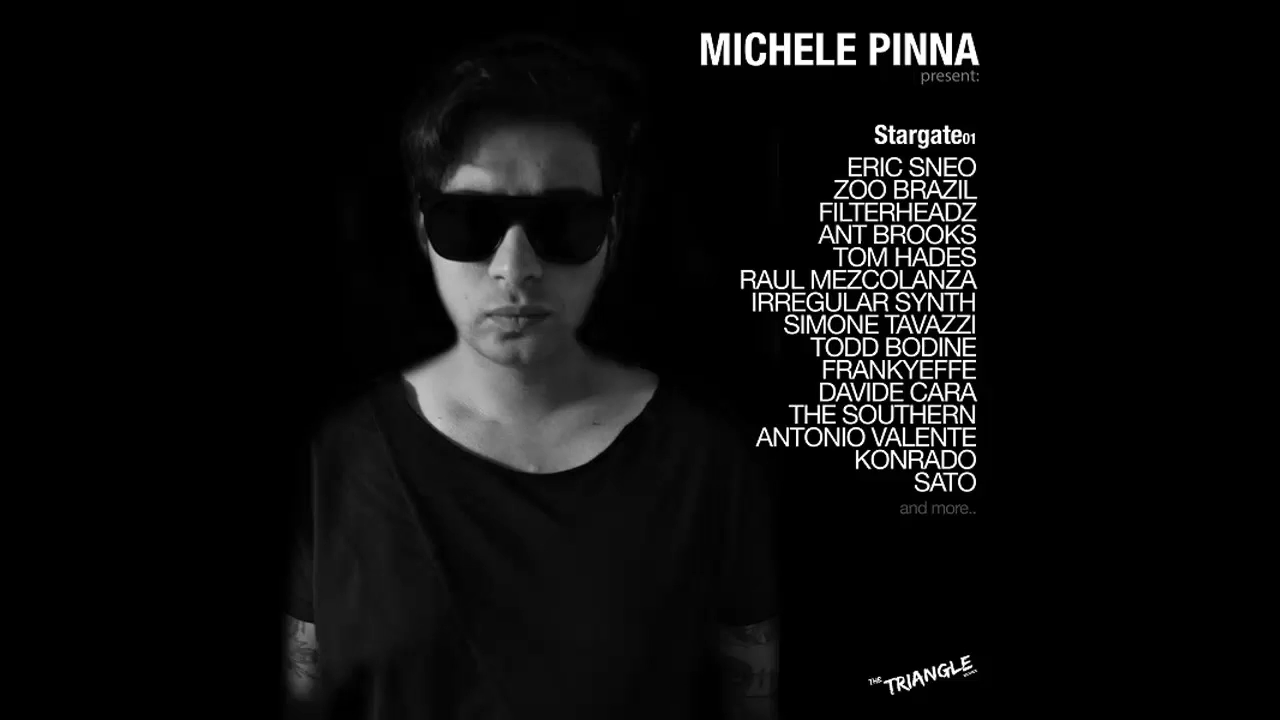 MICHELE PINNA
present:
Stargate01
ERIC SNEO
ZOO BRAZIL
FILTERHEADZ
ANT BROOKS
TOM HADES
RAUL MEZCOLANZA
IRREGULAR SYNTH
SIMONE TAVAZZI
TODD BODINE
FRANKYEFFE
DAVIDE CARA
THE SOUTHERN
ANTONIO VALENTE
KONRADO
SATO
and more..
THE TRIANGLE